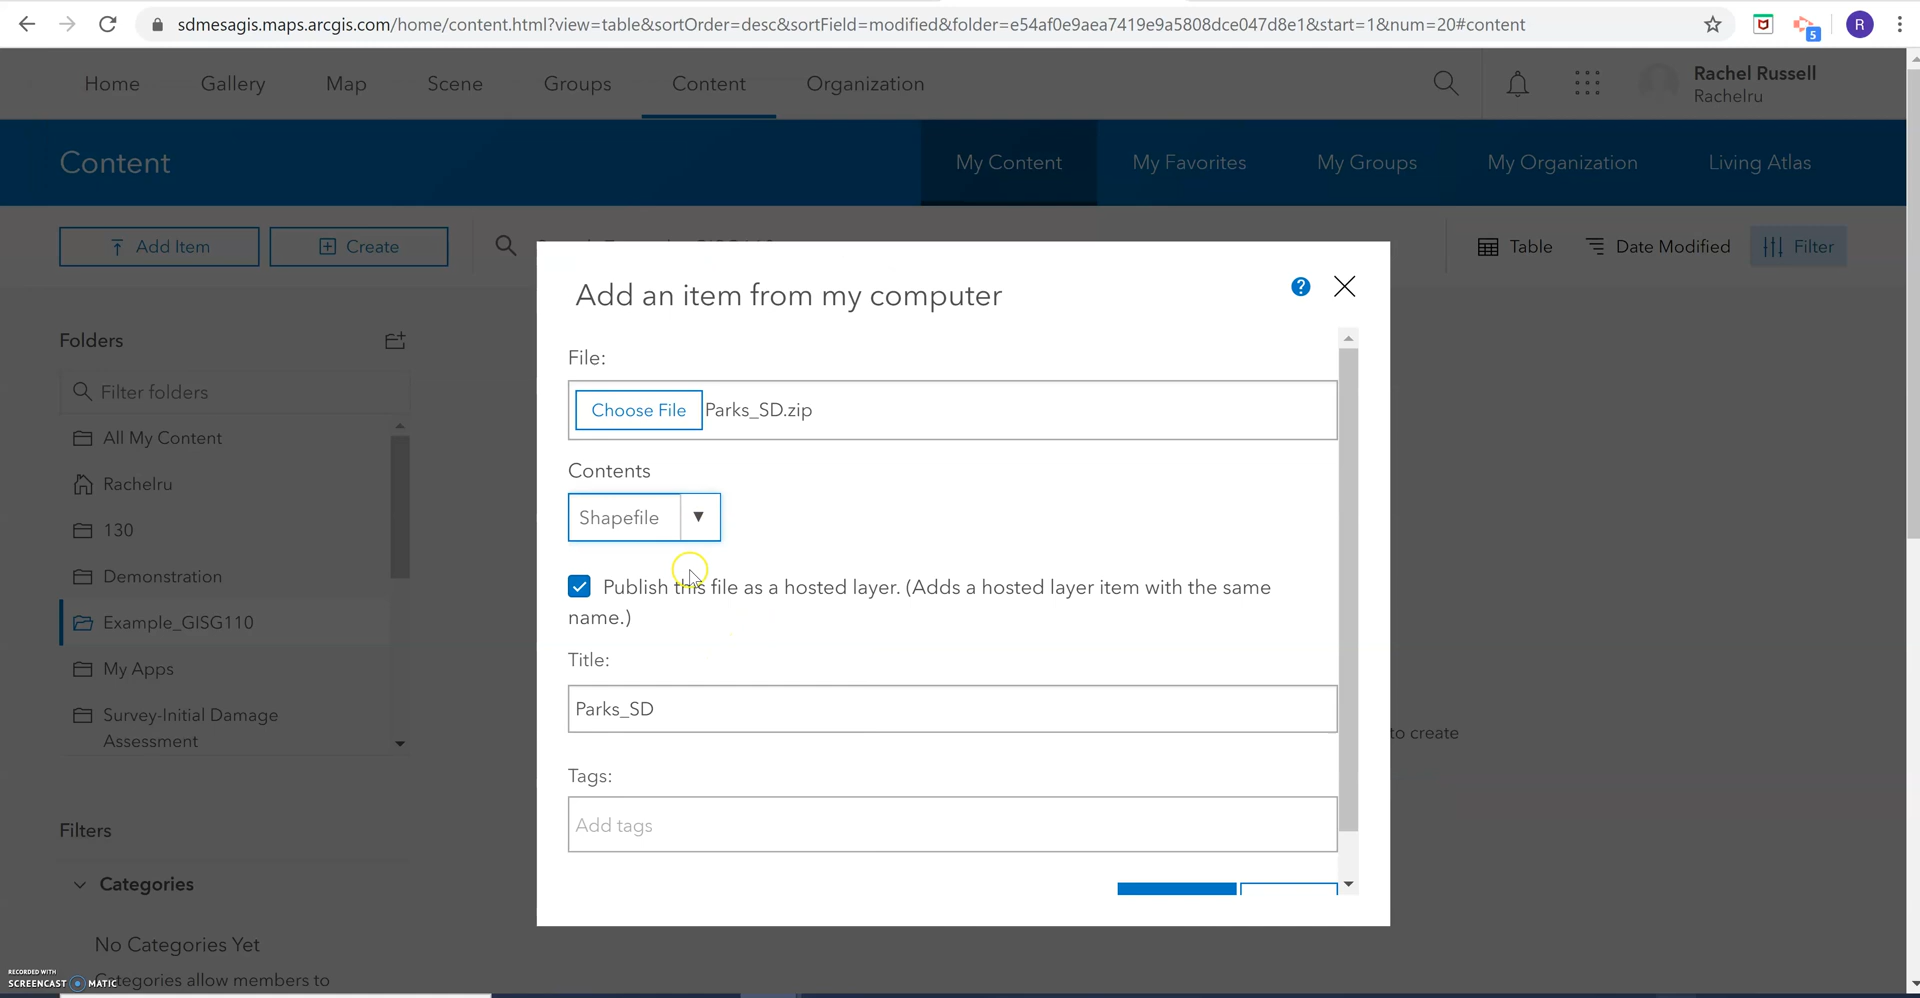 sdmesagis.maps.arcgis.com/home/content.html?view=table&sortOrder=desc&sortField=modified&folder=e54af0e9aea7419e9a5808dce047d8e1&start=1&num=20#content
5
R
Home Gallery Map Scene Groups Content Organization
Rachel Russell
Rachelru
Content
My Content My Favorites My Groups My Organization Living Atlas
Add Item Create Table Date Modified Filter
Add an item from my computer
?
Folders
Filter folders
All My Content
Rachelru
130
Demonstration
Example_GISG110
My Apps
Survey-Initial Damage
Assessment
Filters
Categories
No Categories Yet
Categories allow members to
File:
Choose File Parks_SD.zip
Contents
Shapefile
Publish this file as a hosted layer. (Adds a hosted layer item with the same
name.)
Title:
Parks_SD
Tags:
Add tags
to create
RECORDED WITH
SCREENCAST MATIC